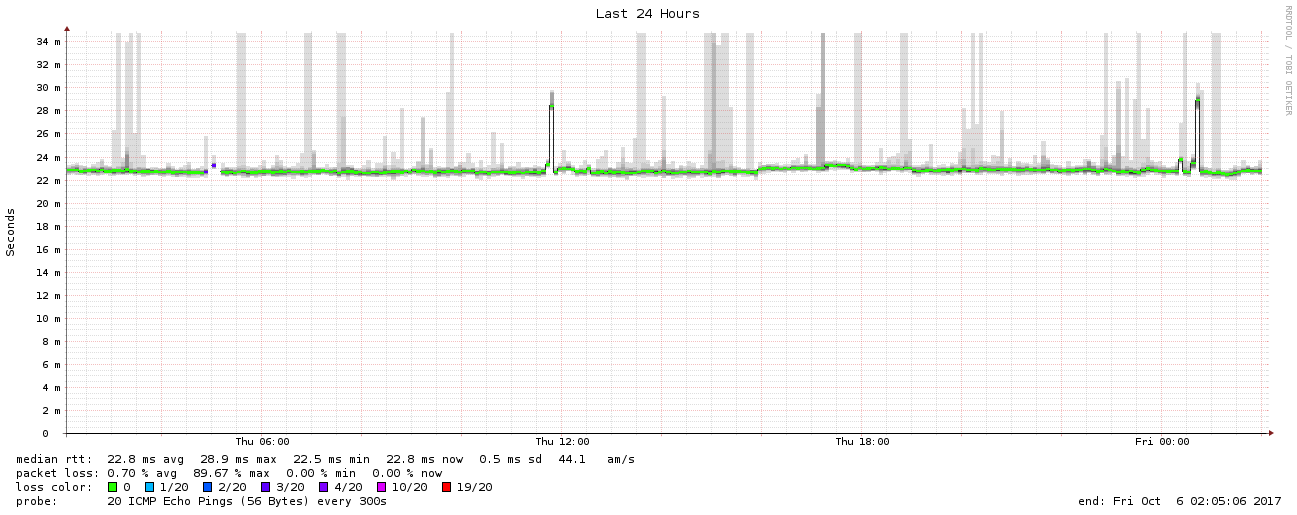 Last 24 Hours
RRDTOOL / TOBI OETIKER
34 m
32 m
30 m
28 m
26 m
24 m
22 m
20 m
18 m
16 m
14 m
12 m
10 m
8 m
6 m
4 m
2 m
0
Seconds
Thu 06:00 Thu 12:00 Thu 18:00 Fri 00:00
median rtt: 22.8 ms avg 28.9 ms max 22.5 ms min 22.8 ms now 0.5 ms sd 44.1 am/s
packet loss: 0.70 % avg 89.67 % max 0.00 % min 0.00 % now
loss color: 0 1/20 2/20 3/20 4/20 10/20 19/20
probe: 20 ICMP Echo Pings (56 Bytes) every 300s end: Fri Oct 6 02:05:06 2017